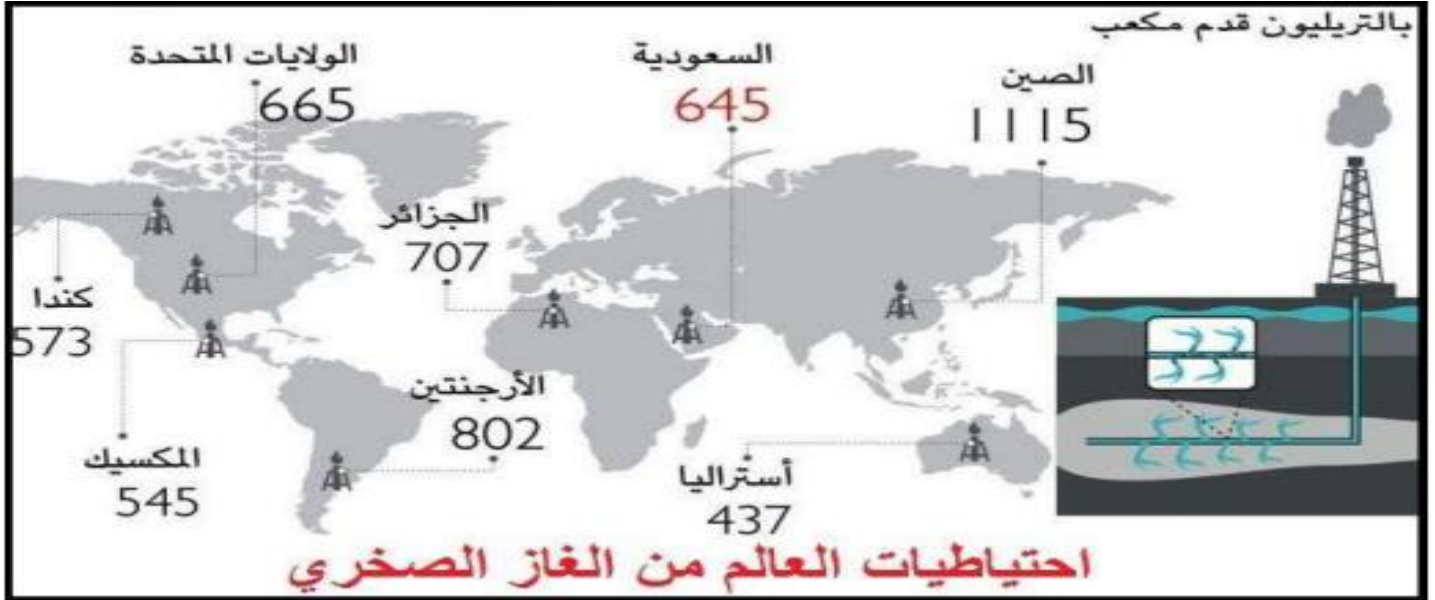 بالتريليون قدم مكعب
الولايات المتحدة
665
السعودية
645
الصين
1115
الجزائر
707
كندا
573
الأرجنتين
802
المكسيك
545
أستراليا
437
احتياطيات العالم من الغاز الصخري